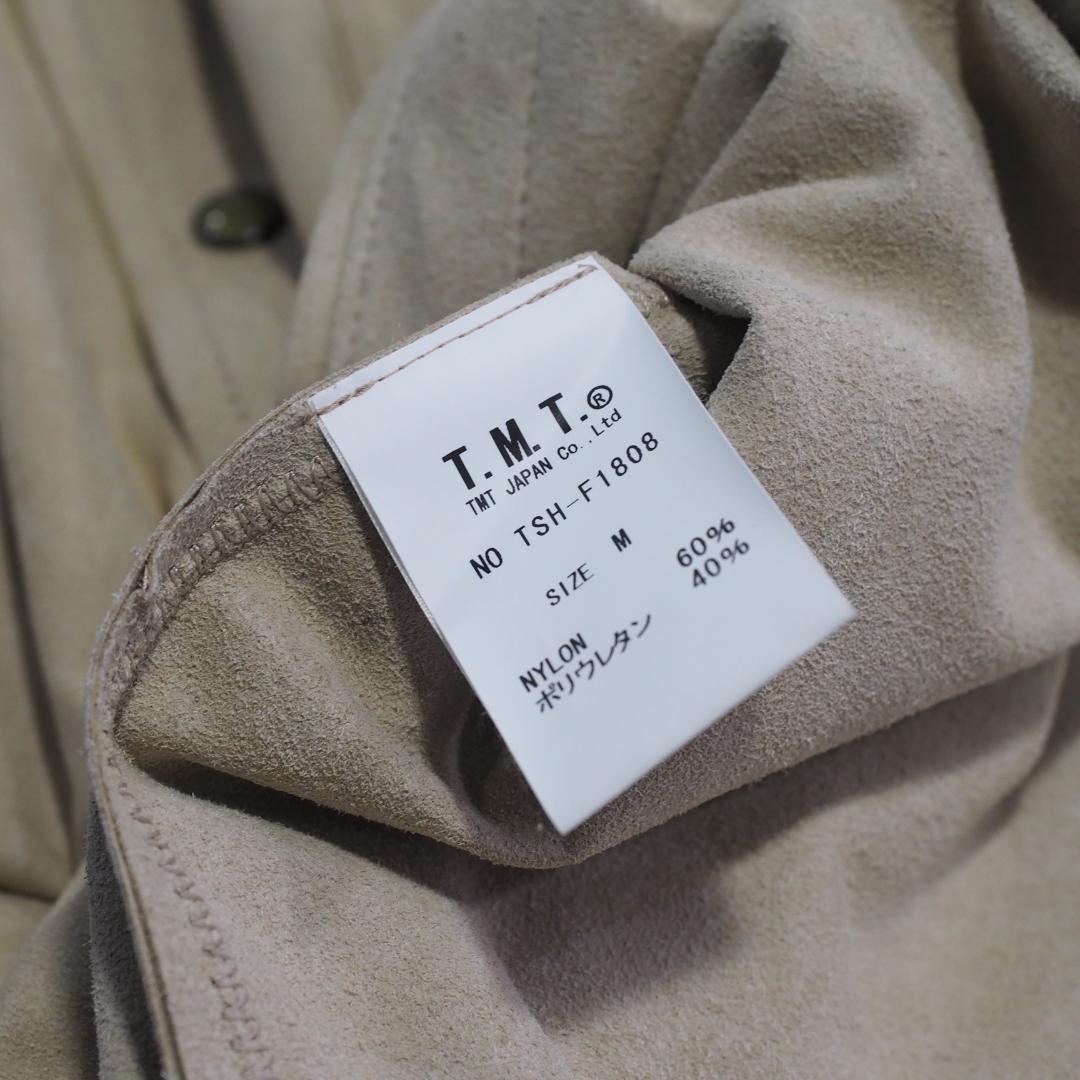 T.M.T.®
TMT JAPAN Co.,Ltd
NO TSH-F1808
SIZE M
NYLON 60%
ポリウレタン 40%